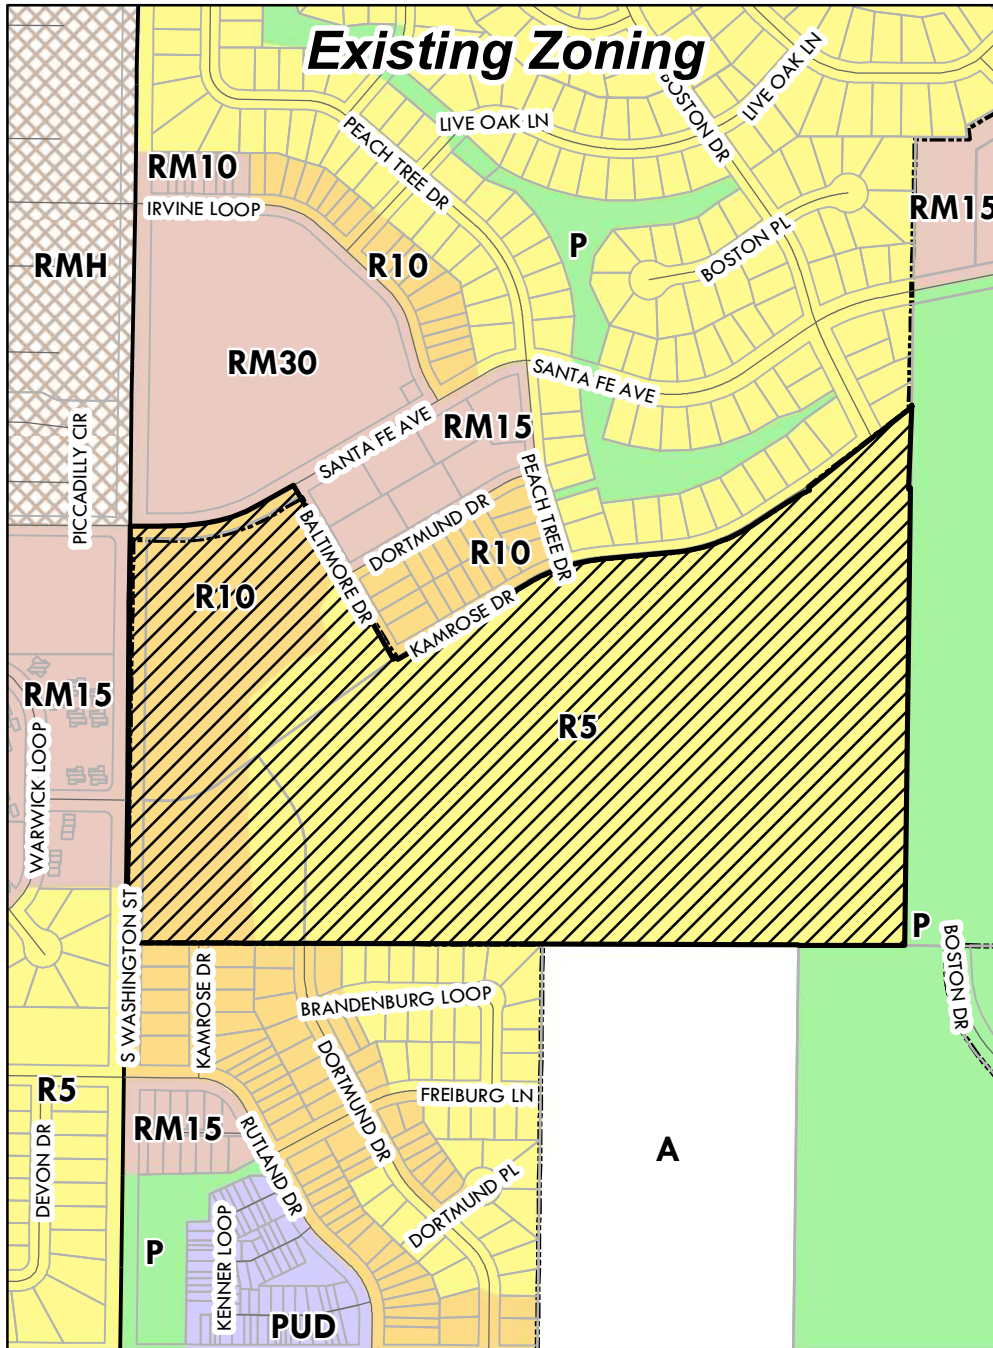 Existing Zoning
LIVE OAK LN
BOSTON DR
LIVE OAK LN
PEACH TREE DR
RM10
IRVINE LOOP
RM15
RMH
R10
P
BOSTON PL
RM30
SANTA FE AVE
SANTA FE AVE
RM15
PICCADILLY CIR
PEACH TREE DR
BALTIMORE DR
DORTMUND DR
R10
R10
KAMROSE DR
RM15
R5
WARWICK LOOP
S WASHINGTON ST
P
BOSTON DR
KAMROSE DR
BRANDENBURG LOOP
DORTMUND DR
FREIBURG LN
R5
DEVON DR
RM15
RUTLAND DR
A
DORTMUND PL
P
KENNER LOOP
PUD